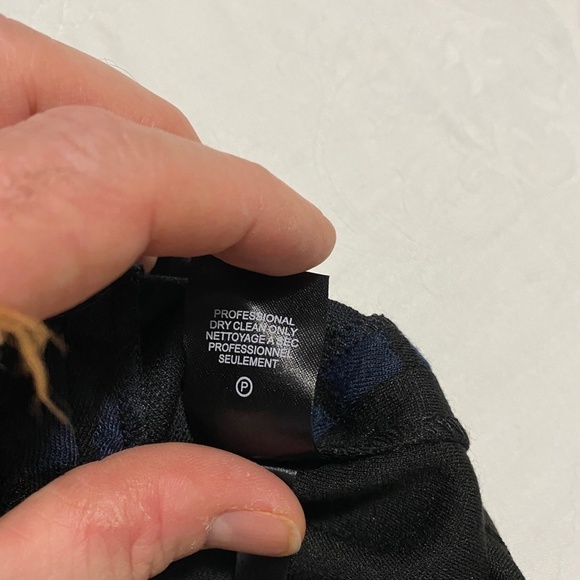 PROFESSIONAL
DRY CLEAN ONLY
NETTOYAGE A SEC
PROFESSIONNEL
SEULEMENT
P